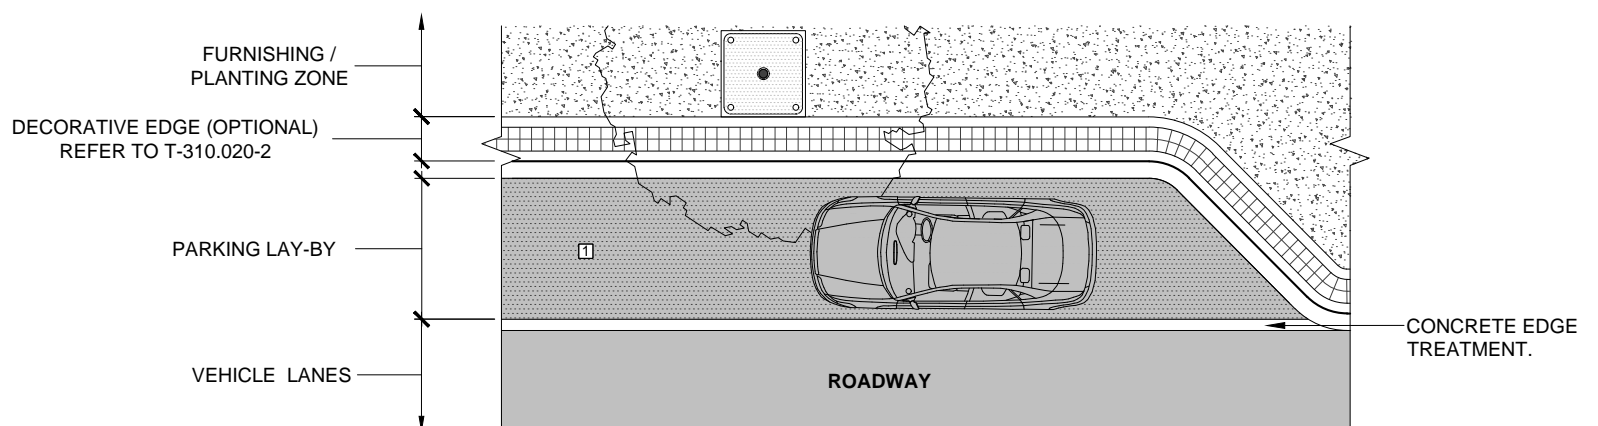 FURNISHING /
PLANTING ZONE
DECORATIVE EDGE (OPTIONAL)
REFER TO T-310.020-2
PARKING LAY-BY
1
CONCRETE EDGE
TREATMENT.
VEHICLE LANES
ROADWAY